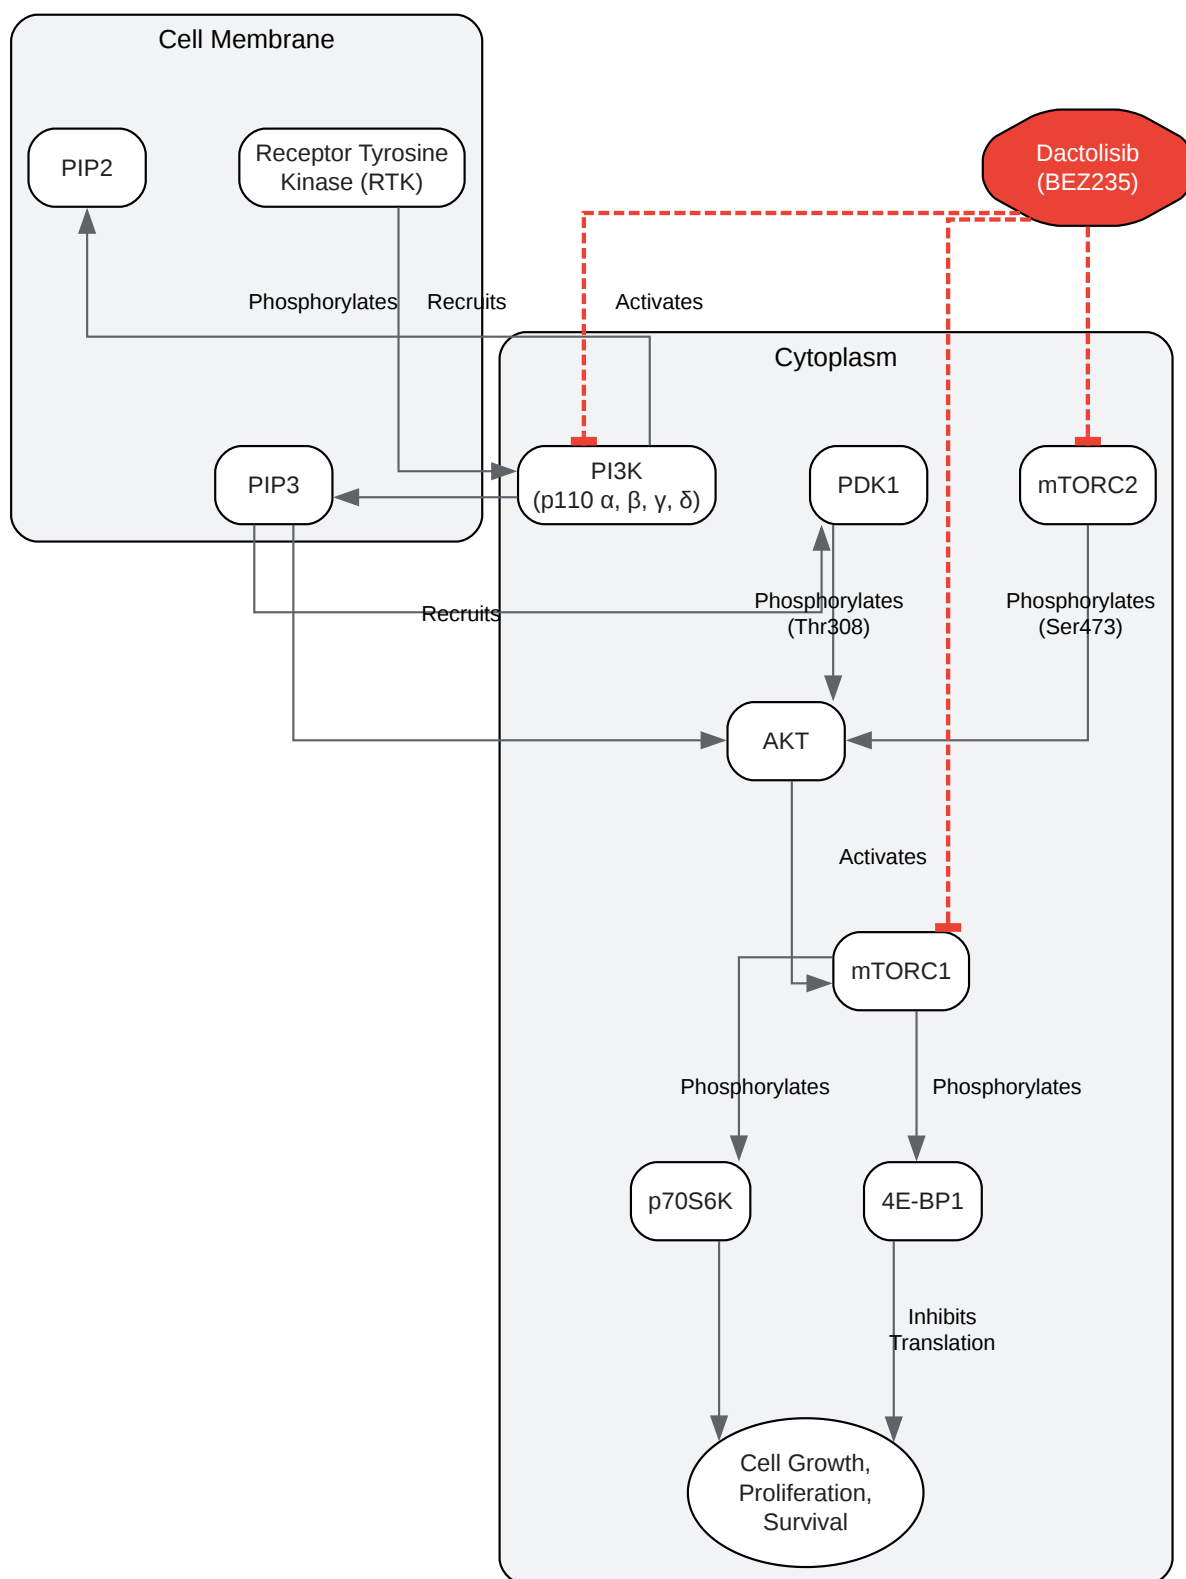 Cell Membrane
PIP2
Receptor Tyrosine
Kinase (RTK)
Dactolisib
(BEZ235)
Phosphorylates
Recruits
Activates
Cytoplasm
PIP3
PI3K
(p110 α, β, γ, δ)
PDK1
mTORC2
Recruits
Phosphorylates
(Thr308)
Phosphorylates
(Ser473)
AKT
Activates
mTORC1
Phosphorylates
Phosphorylates
p70S6K
4E-BP1
Inhibits
Translation
Cell Growth,
Proliferation,
Survival